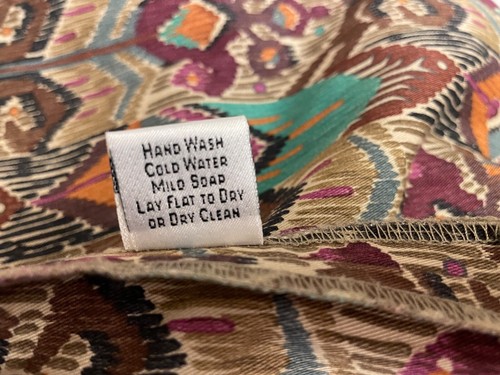 Hand Wash
Cold Water
Mild Soap
Lay Flat to Dry
or Dry Clean